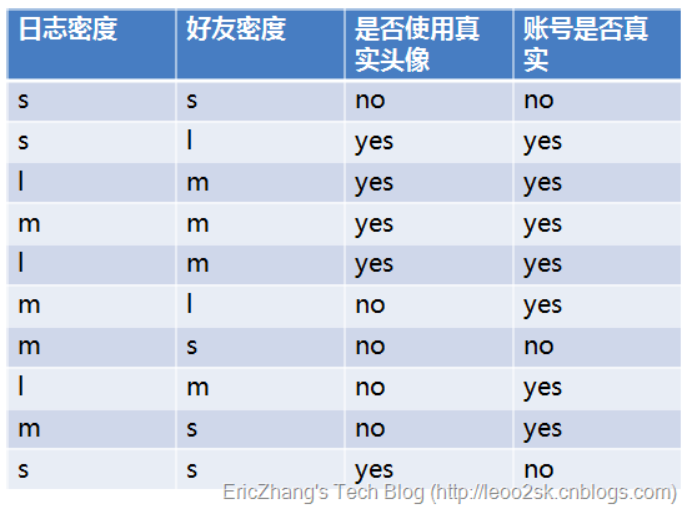 日志密度 好友密度 是否使用真实头像 账号是否真实
s s no no
s l yes yes
l m yes yes
m m yes yes
l m yes yes
m l no yes
m s no no
l m no yes
m s no yes
s s yes no
EricZhang's Tech Blog (http://leoo2sk.cnblogs.com)